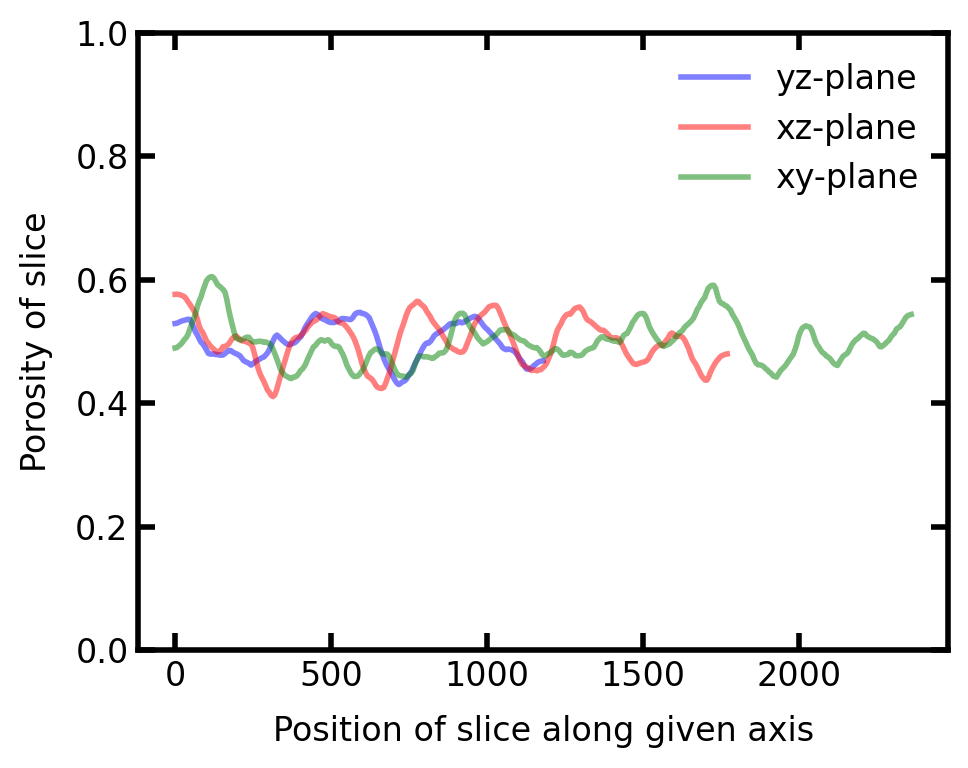 1.0
0.8
0.6
0.4
0.2
0.0
Porosity of slice
yz-plane
xz-plane
xy-plane
0 500 1000 1500 2000
Position of slice along given axis